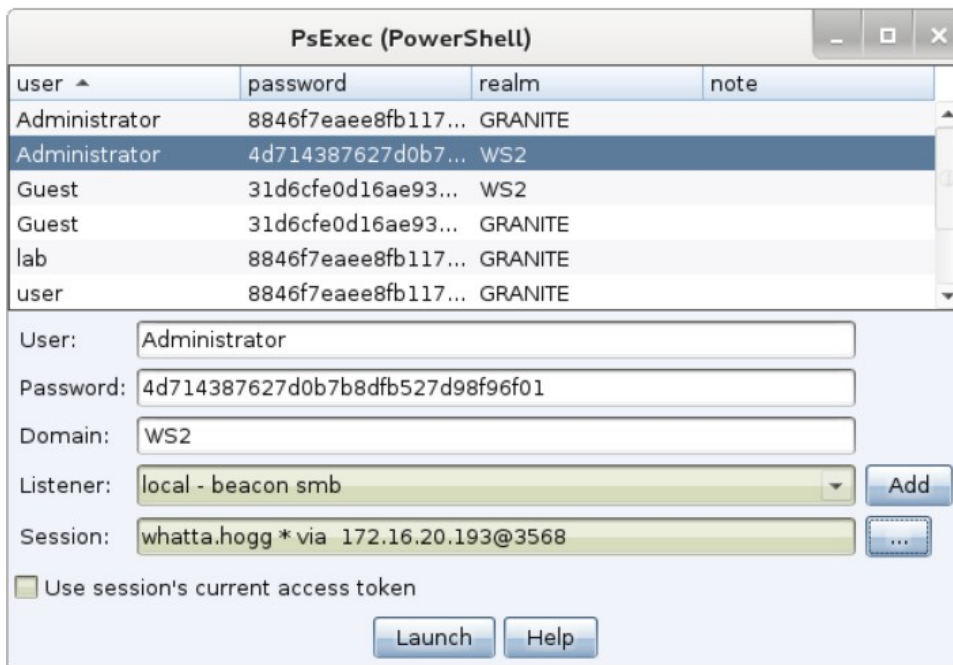 PsExec (PowerShell)
user password realm note
Administrator 8846f7eaee8fb117... GRANITE
Administrator 4d714387627d0b7... WS2
Guest 31d6cfe0d16ae93... WS2
Guest 31d6cfe0d16ae93... GRANITE
lab 8846f7eaee8fb117... GRANITE
user 8846f7eaee8fb117... GRANITE
User: Administrator
Password: 4d714387627d0b7b8dfb527d98f96f01
Domain: WS2
Listener: local - beacon smb Add
Session: whatta.hogg * via 172.16.20.193@3568 ...
Use session's current access token
Launch Help